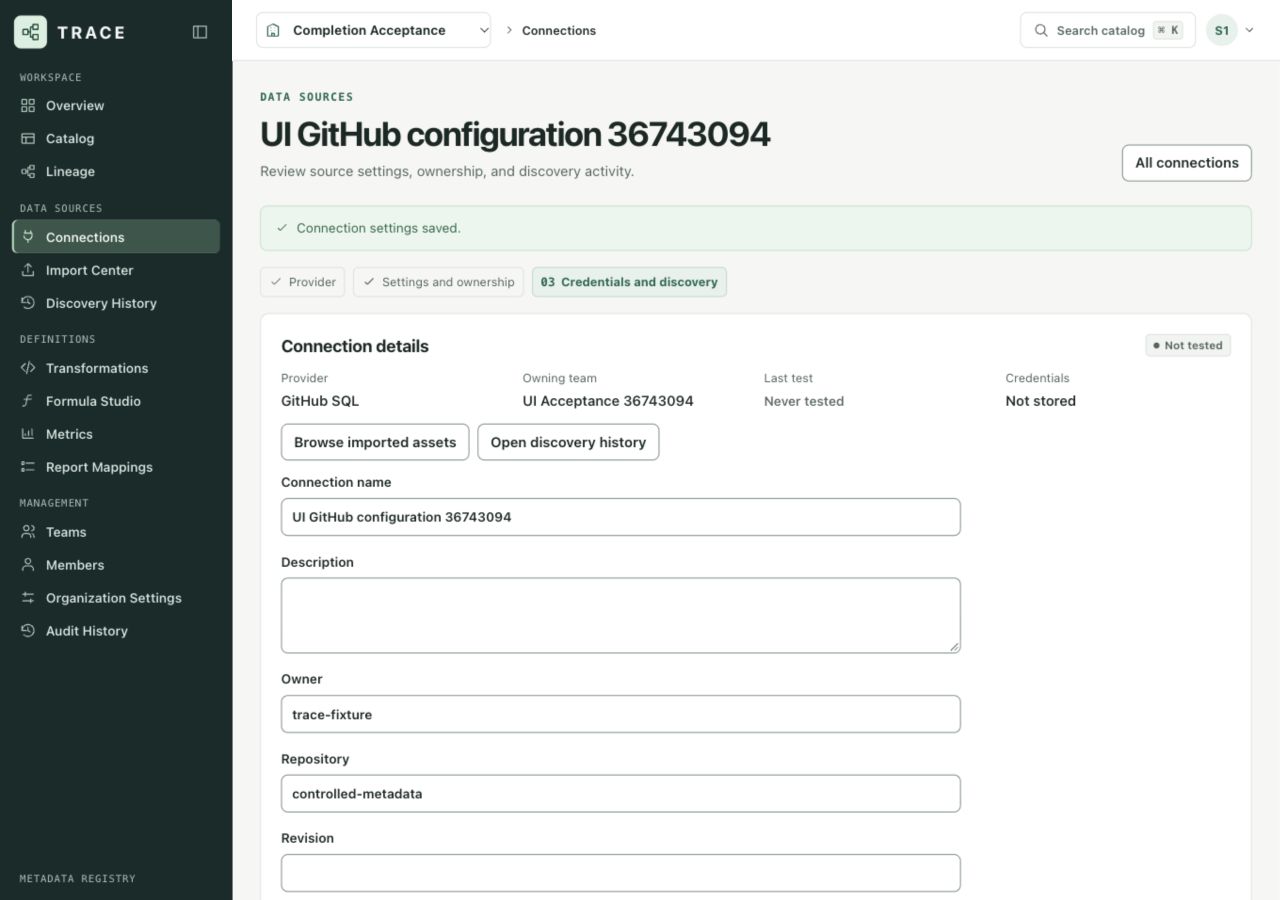 TRACE
WORKSPACE
Overview
Catalog
Lineage
DATA SOURCES
Connections
Import Center
Discovery History
DEFINITIONS
Transformations
Formula Studio
Metrics
Report Mappings
MANAGEMENT
Teams
Members
Organization Settings
Audit History
METADATA REGISTRY
Completion Acceptance
Connections
Search catalog ⌘ K
S1
DATA SOURCES
UI GitHub configuration 36743094
Review source settings, ownership, and discovery activity.
All connections
Connection settings saved.
Provider
Settings and ownership
03 Credentials and discovery
Connection details
Not tested
Provider
GitHub SQL
Owning team
UI Acceptance 36743094
Last test
Never tested
Credentials
Not stored
Browse imported assets
Open discovery history
Connection name
UI GitHub configuration 36743094
Description
Owner
trace-fixture
Repository
controlled-metadata
Revision